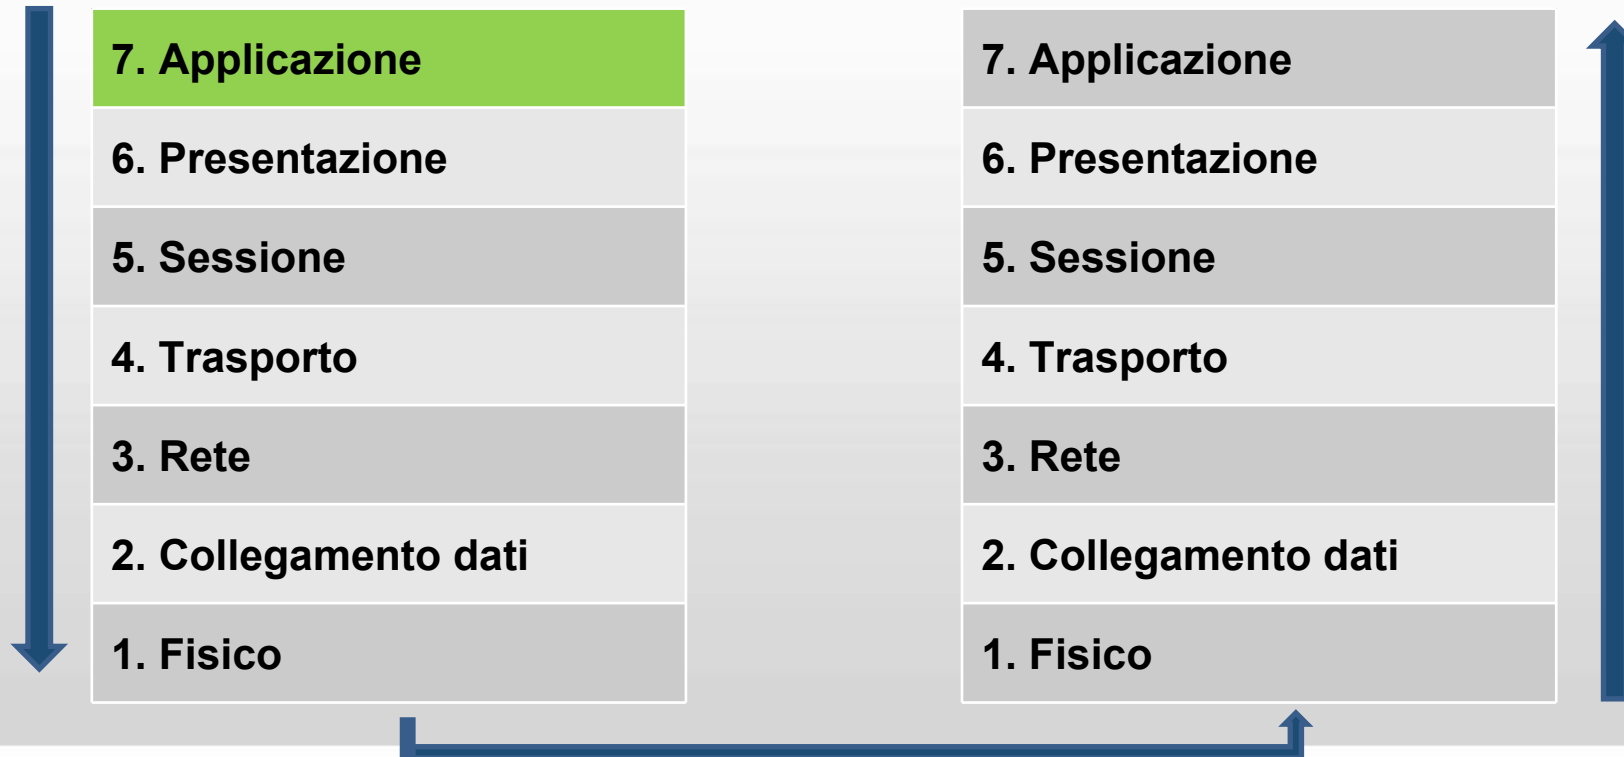 7. Applicazione
6. Presentazione
5. Sessione
4. Trasporto
3. Rete
2. Collegamento dati
1. Fisico
7. Applicazione
6. Presentazione
5. Sessione
4. Trasporto
3. Rete
2. Collegamento dati
1. Fisico